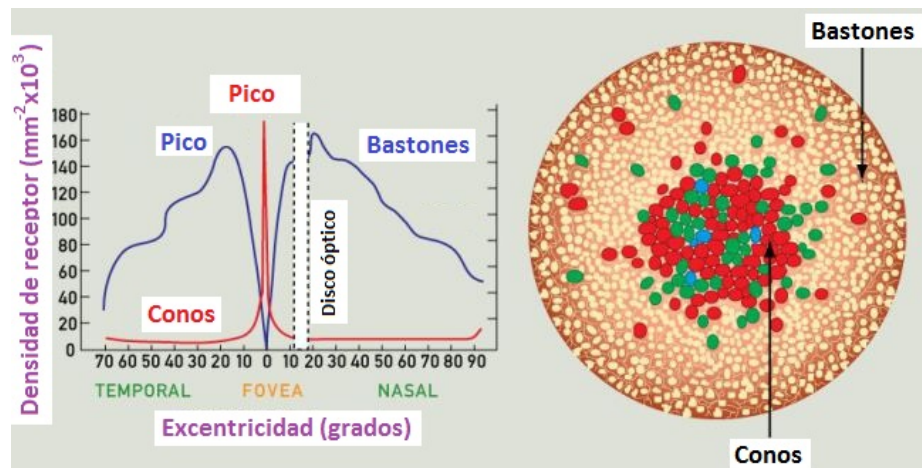 Densidad de receptor (mm⁻²x10³)
180
160
140
120
100
80
60
40
20
0
Pico
Pico
Bastones
Conos
Disco óptico
70 60 50 40 30 20 10 0 10 20 30 40 50 60 70 80 90
TEMPORAL FOVEA NASAL
Excentricidad (grados)
Bastones
Conos